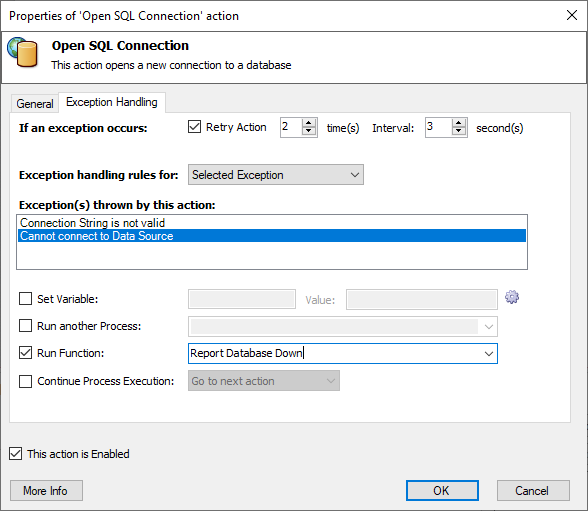 Properties of 'Open SQL Connection' action
Open SQL Connection
This action opens a new connection to a database
General Exception Handling
If an exception occurs: Retry Action 2 time(s) Interval: 3 second(s)
Exception handling rules for: Selected Exception
Exception(s) thrown by this action:
Connection String is not valid
Cannot connect to Data Source
Set Variable: Value:
Run another Process:
Run Function: Report Database Down
Continue Process Execution: Go to next action
This action is Enabled
More Info OK Cancel